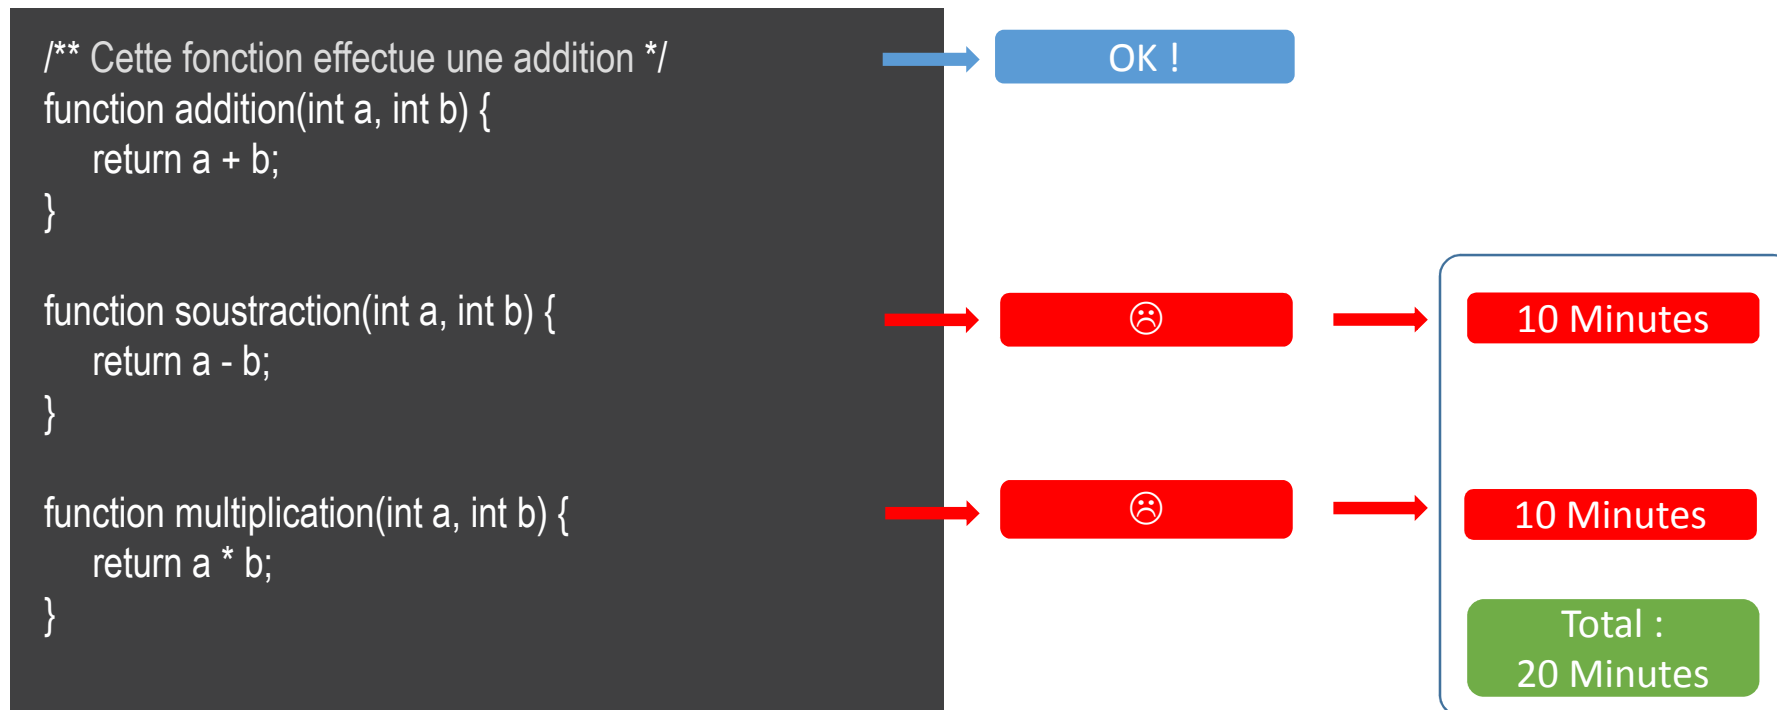 /** Cette fonction effectue une addition */
OK !
function addition(int a, int b) {
return a + b;
}
function soustraction(int a, int b) {
☹
10 Minutes
return a - b;
}
function multiplication(int a, int b) {
☹
10 Minutes
return a * b;
}
Total :
20 Minutes